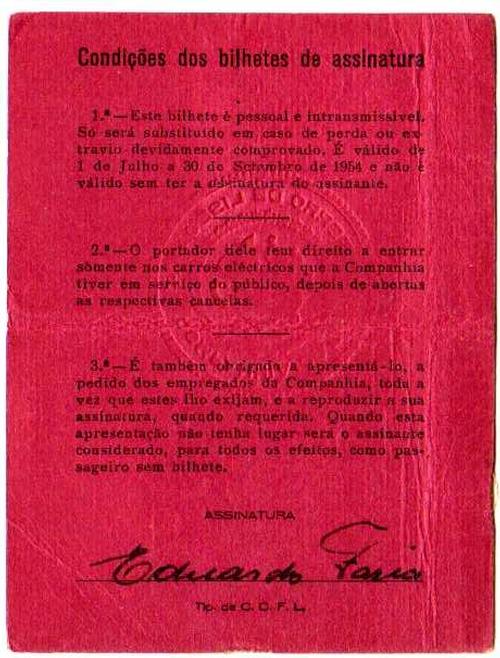 Condições dos bilhetes de assinatura
1.ª — Este bilhete é pessoal e intransmissível.
Só será substituído em caso de perda ou ex-
travio devidamente comprovado. É válido de
1 de Julho a 30 de Setembro de 1954 e não é
válido sem ter a assinatura do assinante.
2.ª — O portador dele tem direito a entrar
sòmente nos carros eléctricos que a Companhia
tiver em serviço do público, depois de abertas
as respectivas cancelas.
3.ª — É também obrigado a apresentá-lo, a
pedido dos empregados da Companhia, toda a
vez que estes lho exijam, e a reproduzir a sua
assinatura, quando requerida. Quando esta
apresentação não tenha lugar será o assinante
considerado, para todos os efeitos, como pas-
sageiro sem bilhete.
ASSINATURA
Eduardo Faria
Tip. da C. C. F. L.